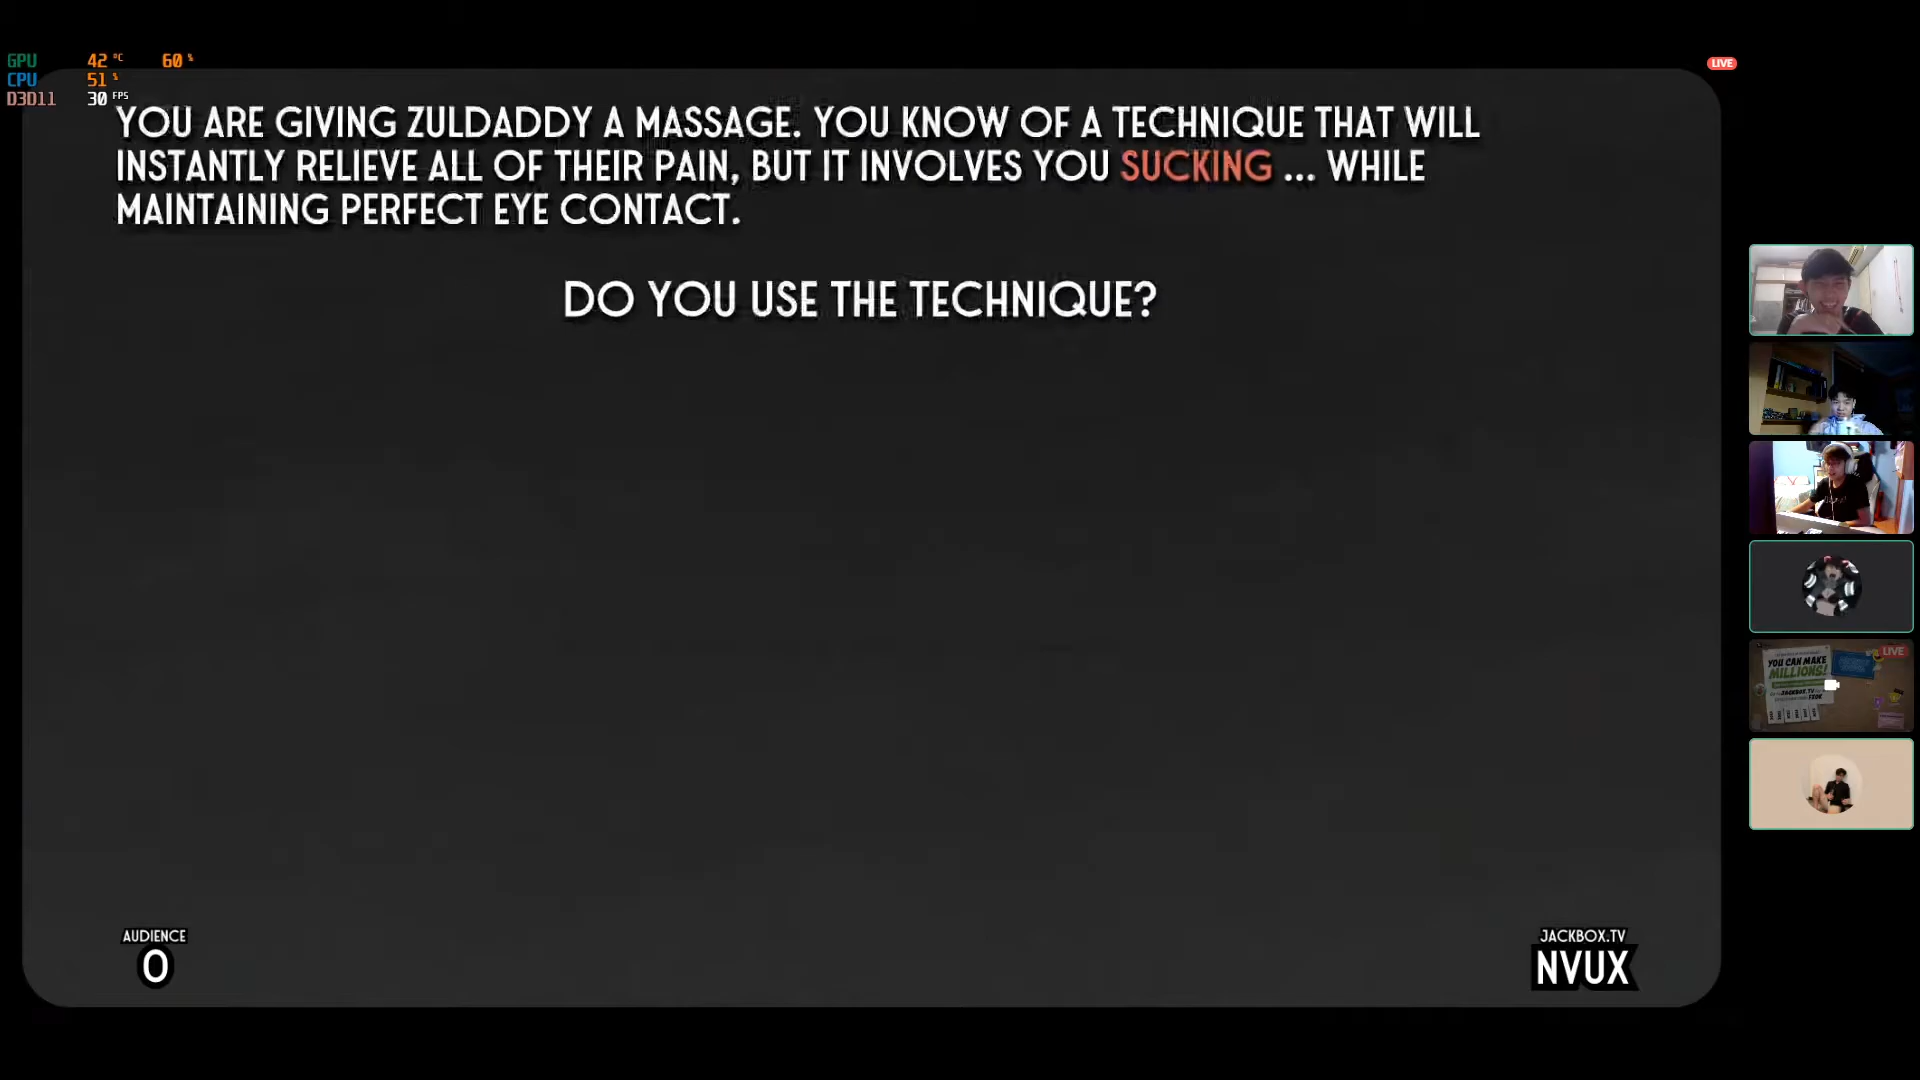 GPU 42 °C 60 %
CPU 51 %
D3D11 30 FPS
LIVE
YOU ARE GIVING ZULDADDY A MASSAGE. YOU KNOW OF A TECHNIQUE THAT WILL
INSTANTLY RELIEVE ALL OF THEIR PAIN, BUT IT INVOLVES YOU SUCKING ... WHILE
MAINTAINING PERFECT EYE CONTACT.
DO YOU USE THE TECHNIQUE?
LIVE
YOU CAN MAKE
MILLIONS!
JACKBOX.TV
AUDIENCE
0
JACKBOX.TV
NVUX